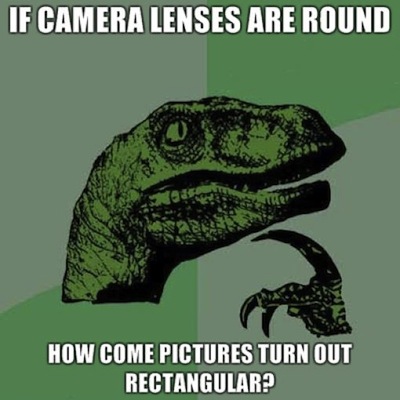 IF CAMERA LENSES ARE ROUND
HOW COME PICTURES TURN OUT
RECTANGULAR?